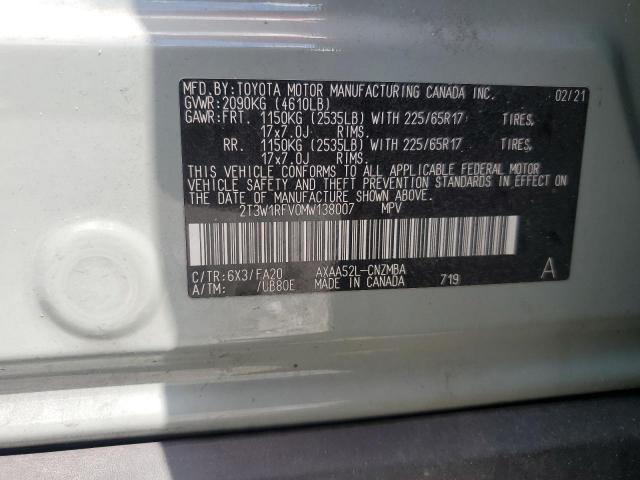 MFD.BY:TOYOTA MOTOR MANUFACTURING CANADA INC. 02/21
GVWR:2090KG (4610LB)
GAWR:FRT. 1150KG (2535LB) WITH 225/65R17 TIRES,
17x7.0J RIMS.
RR. 1150KG (2535LB) WITH 225/65R17 TIRES,
17x7.0J RIMS.
THIS VEHICLE CONFORMS TO ALL APPLICABLE FEDERAL MOTOR
VEHICLE SAFETY AND THEFT PREVENTION STANDARDS IN EFFECT ON
THE DATE OF MANUFACTURE SHOWN ABOVE.
2T3W1RFV0MW138007 MPV
C/TR:6X3/FA20 AXAA52L-CNZMBA A
A/TM: /UB80E MADE IN CANADA 719